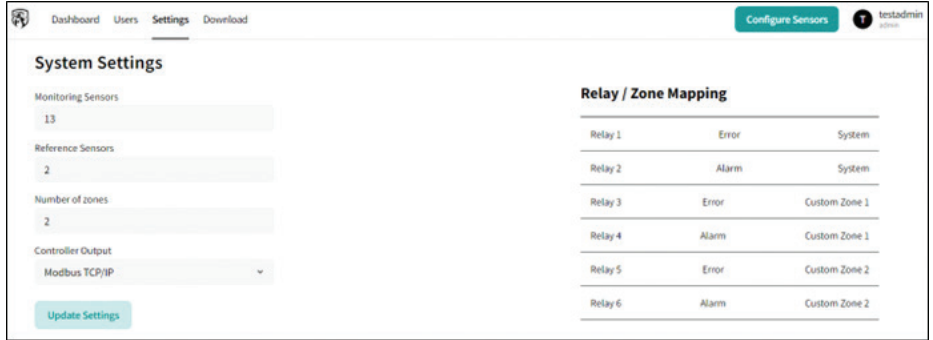 Dashboard Users Settings Download Configure Sensors T testadmin
admin
System Settings
Monitoring Sensors
13
Reference Sensors
2
Number of zones
2
Controller Output
Modbus TCP/IP
Update Settings
Relay / Zone Mapping
Relay 1 Error System
Relay 2 Alarm System
Relay 3 Error Custom Zone 1
Relay 4 Alarm Custom Zone 1
Relay 5 Error Custom Zone 2
Relay 6 Alarm Custom Zone 2